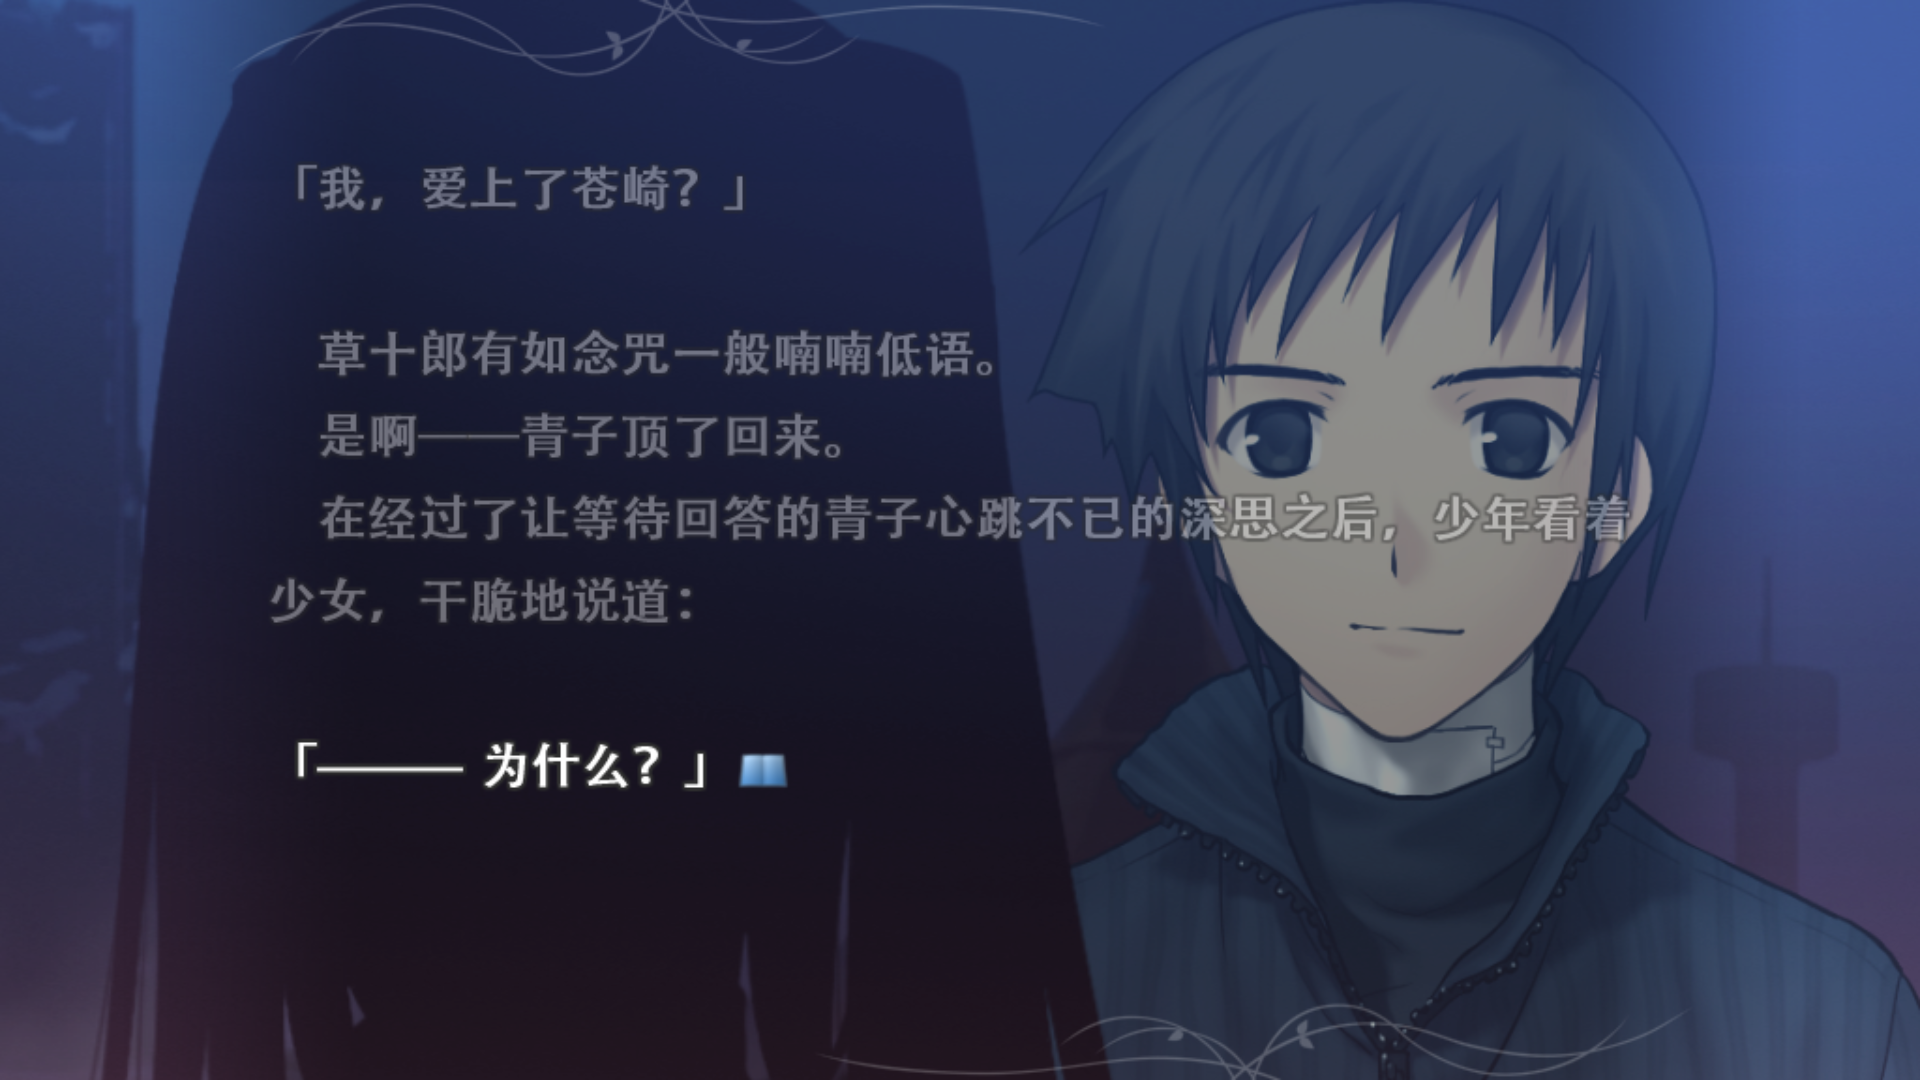 「我，爱上了苍崎？」
草十郎有如念咒一般喃喃低语。
是啊——青子顶了回来。
在经过了让等待回答的青子心跳不已的深思之后，少年看着
少女，干脆地说道：
「——— 为什么？」